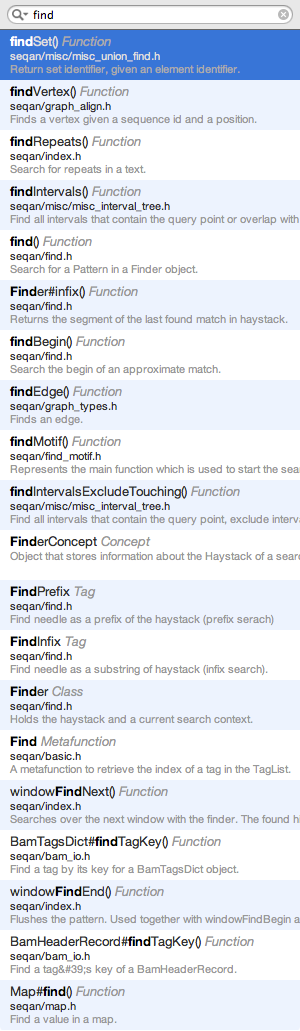 find
findSet() Function
seqan/misc/misc_union_find.h
Return set identifier, given an element identifier.
findVertex() Function
seqan/graph_align.h
Finds a vertex given a sequence id and a position.
findRepeats() Function
seqan/index.h
Search for repeats in a text.
findIntervals() Function
seqan/misc/misc_interval_tree.h
Find all intervals that contain the query point or overlap with
find() Function
seqan/find.h
Search for a Pattern in a Finder object.
Finder#infix() Function
seqan/find.h
Returns the segment of the last found match in haystack.
findBegin() Function
seqan/find.h
Search the begin of an approximate match.
findEdge() Function
seqan/graph_types.h
Finds an edge.
findMotif() Function
seqan/find_motif.h
Represents the main function which is used to start the sea
findIntervalsExcludeTouching() Function
seqan/misc/misc_interval_tree.h
Find all intervals that contain the query point, exclude interv
FinderConcept Concept
Object that stores information about the Haystack of a searc
FindPrefix Tag
seqan/find.h
Find needle as a prefix of the haystack (prefix serach)
FindInfix Tag
seqan/find.h
Find needle as a substring of haystack (infix search).
Finder Class
seqan/find.h
Holds the haystack and a current search context.
Find Metafunction
seqan/basic.h
A metafunction to retrieve the index of a tag in the TagList.
windowFindNext() Function
seqan/index.h
Searches over the next window with the finder. The found hi
BamTagsDict#findTagKey() Function
seqan/bam_io.h
Find a tag by its key for a BamTagsDict object.
windowFindEnd() Function
seqan/index.h
Flushes the pattern. Used together with windowFindBegin a
BamHeaderRecord#findTagKey() Function
seqan/bam_io.h
Find a tag&#39;s key of a BamHeaderRecord.
Map#find() Function
seqan/map.h
Find a value in a map.